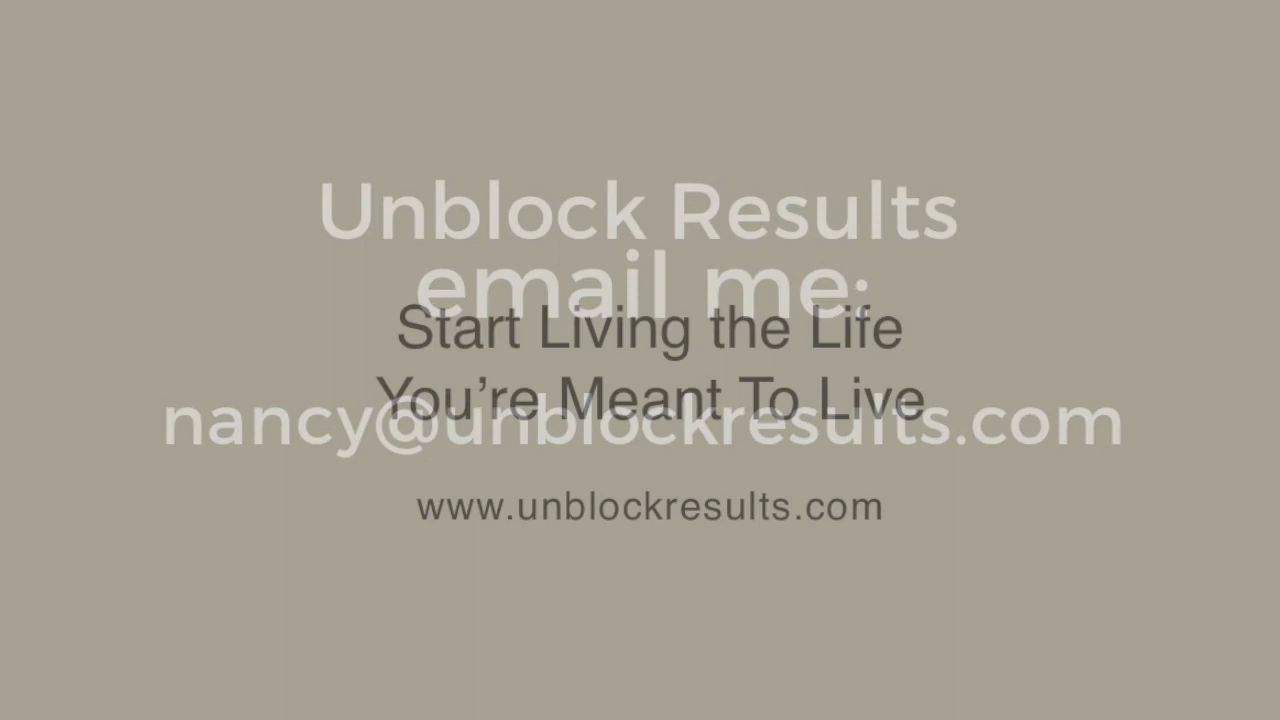 Unblock Results
email me:
Start Living the Life
You’re Meant To Live
nancy@unblockresults.com
www.unblockresults.com